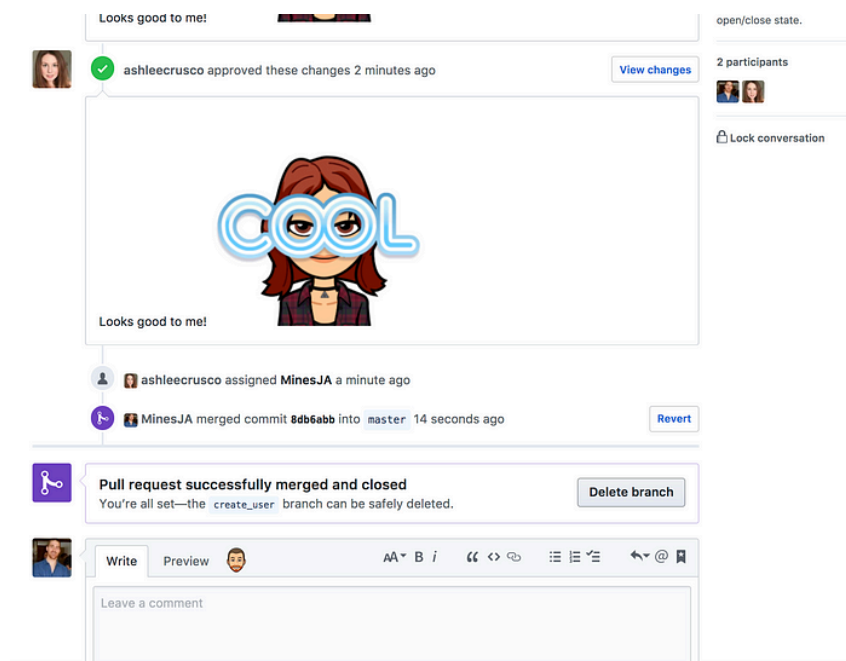 Looks good to me!
open/close state.
ashleecrusco approved these changes 2 minutes ago
View changes
2 participants
Lock conversation
COOL
Looks good to me!
ashleecrusco assigned MinesJA a minute ago
MinesJA merged commit 8db6abb into master 14 seconds ago
Revert
Pull request successfully merged and closed
You're all set—the create_user branch can be safely deleted.
Delete branch
Write Preview AA B i
Leave a comment